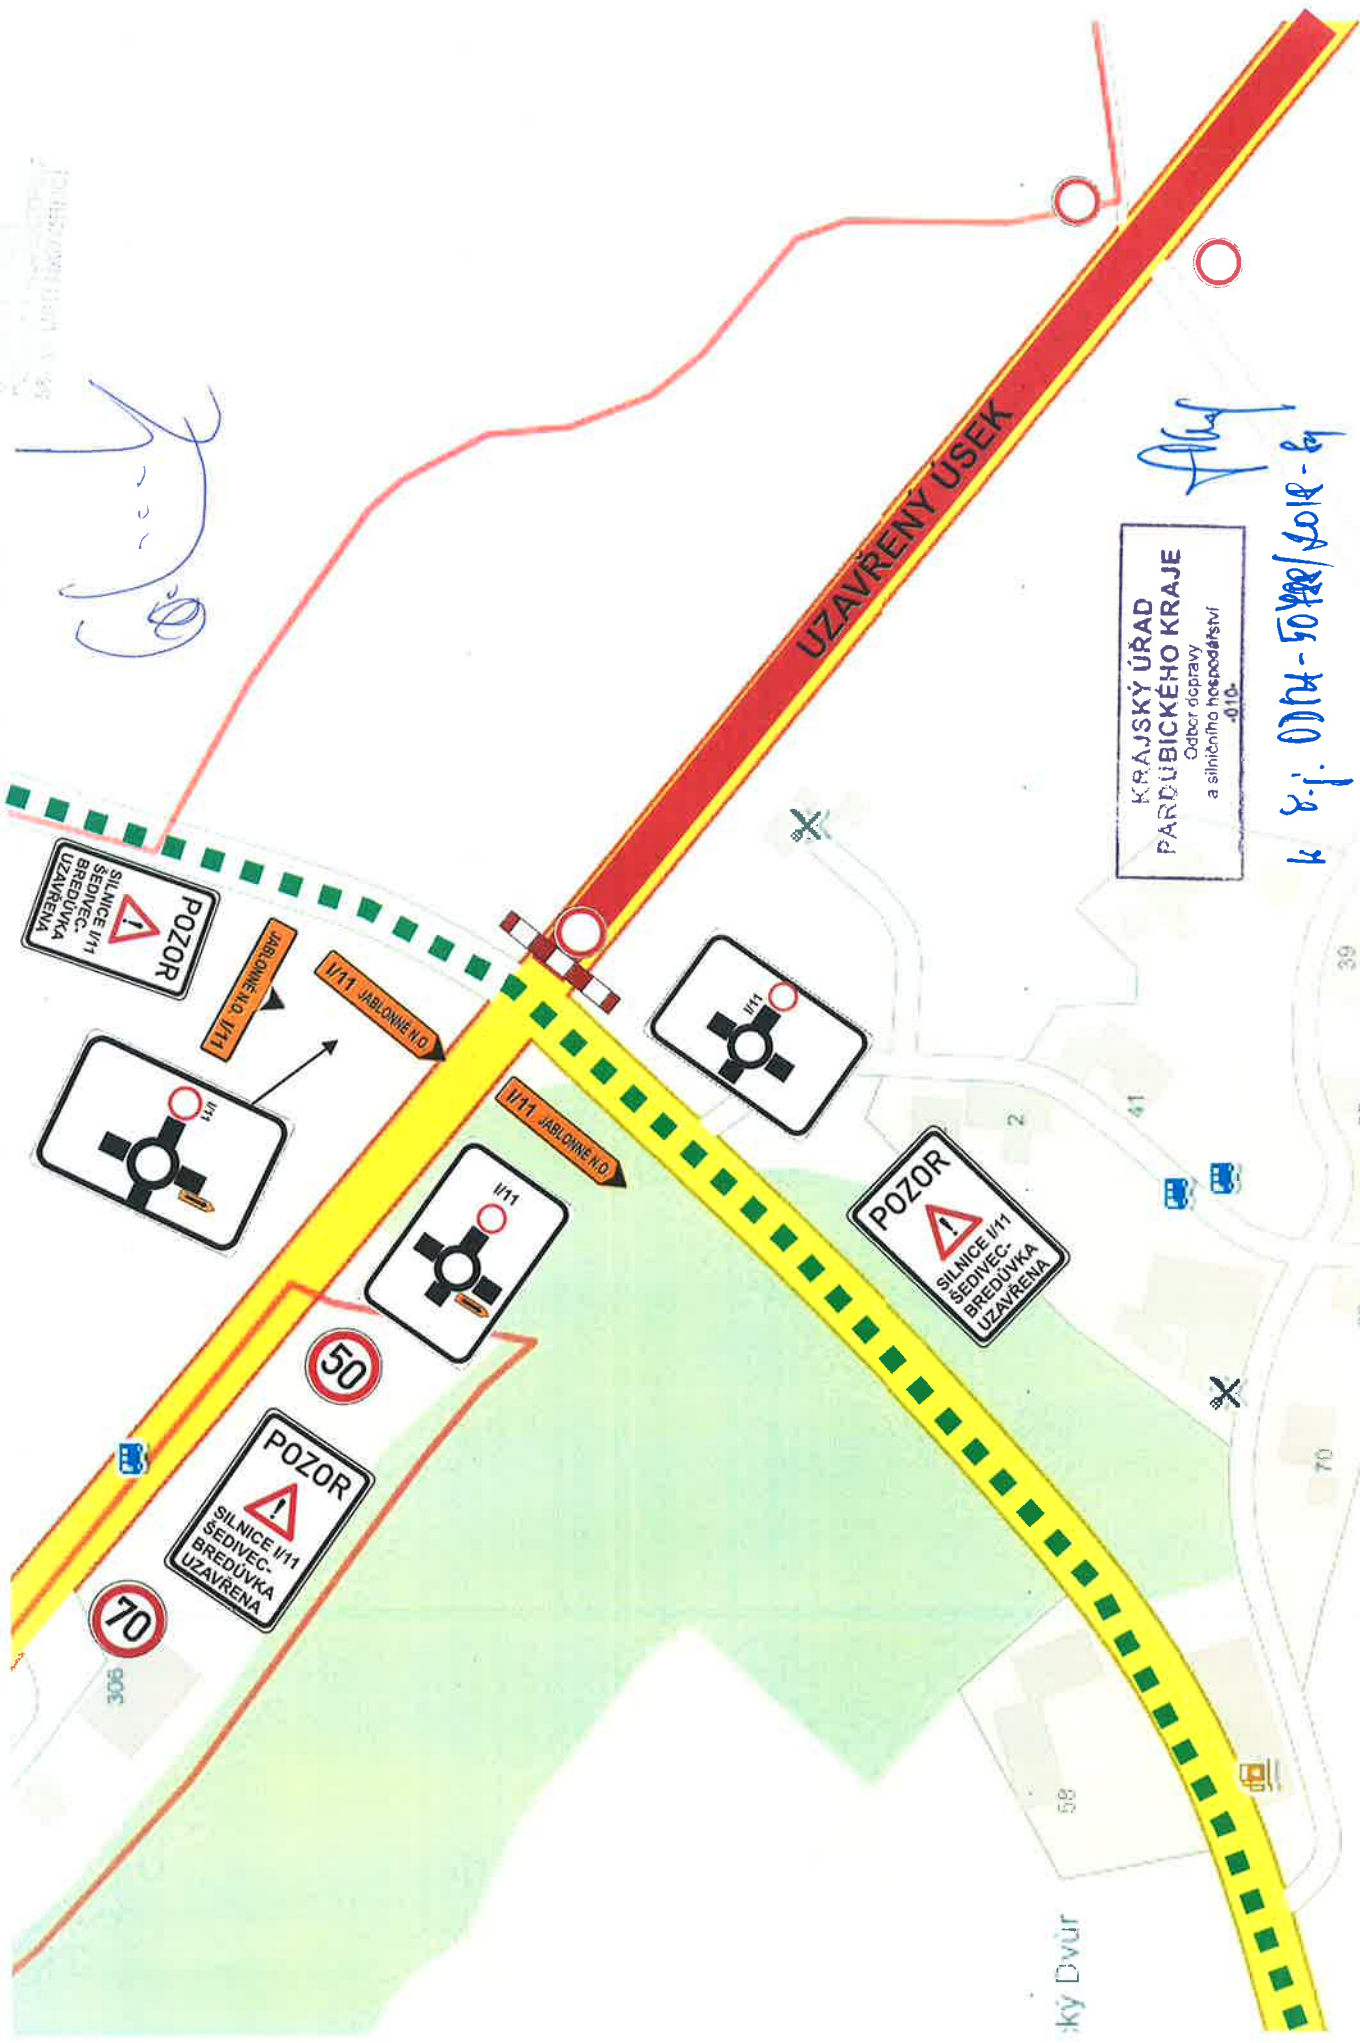 POZOR
SILNICE I/11
ŠEDIVEC-
BREDŮVKA
UZAVŘENA
JABLONNÉ N.O. I/11
I/11 JABLONNÉ N.O.
I/11
I/11 JABLONNÉ N.O.
I/11
50
POZOR
SILNICE I/11
ŠEDIVEC-
BREDŮVKA
UZAVŘENA
70
306
UZAVŘENÝ ÚSEK
I/11
POZOR
SILNICE I/11
ŠEDIVEC-
BREDŮVKA
UZAVŘENA
2
41
39
70
58
ký Dvůr
KRAJSKÝ ÚŘAD
PARDUBICKÉHO KRAJE
Odbor dopravy
a silničního hospodářství
-010-
k č.j.